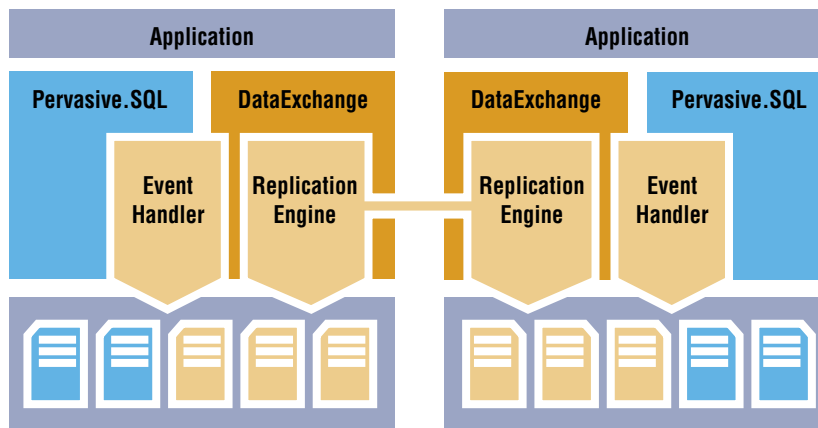 Application
Pervasive.SQL
DataExchange
Event
Handler
Replication
Engine
Application
DataExchange
Pervasive.SQL
Replication
Engine
Event
Handler